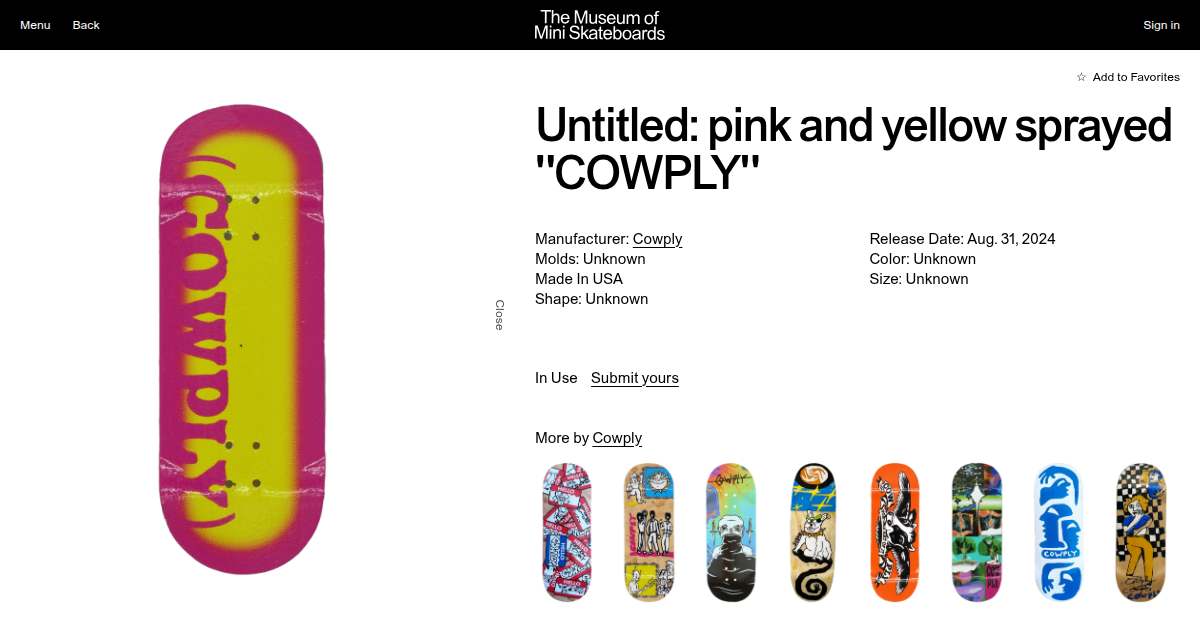 Menu
Back
The Museum of
Mini Skateboards
Sign in
☆ Add to Favorites
(COWPLY)
Untitled: pink and yellow sprayed
"COWPLY"
Manufacturer: Cowply
Molds: Unknown
Made In USA
Shape: Unknown
Release Date: Aug. 31, 2024
Color: Unknown
Size: Unknown
Close
In Use
Submit yours
More by Cowply
COWPLY
COWPLY